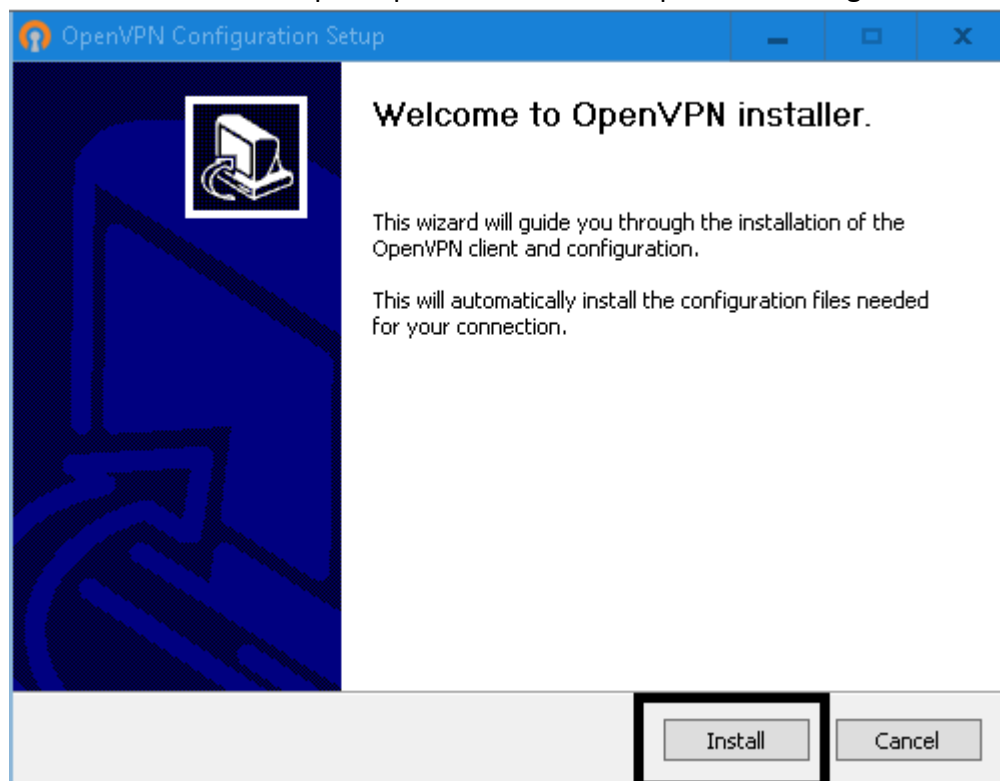 OpenVPN Configuration Setup
Welcome to OpenVPN installer.
This wizard will guide you through the installation of the
OpenVPN client and configuration.
This will automatically install the configuration files needed
for your connection.
Install
Cancel